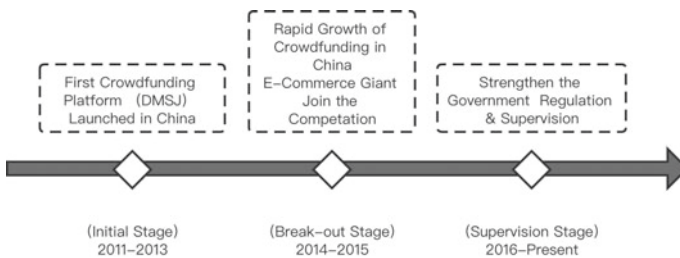 First Crowdfunding
Platform (DMSJ)
Launched in China
Rapid Growth of
Crowdfunding in
China
E-Commerce Giant
Join the
Competation
Strengthen the
Government Regulation
& Supervision
(Initial Stage)
2011-2013
(Break-out Stage)
2014-2015
(Supervision Stage)
2016-Present